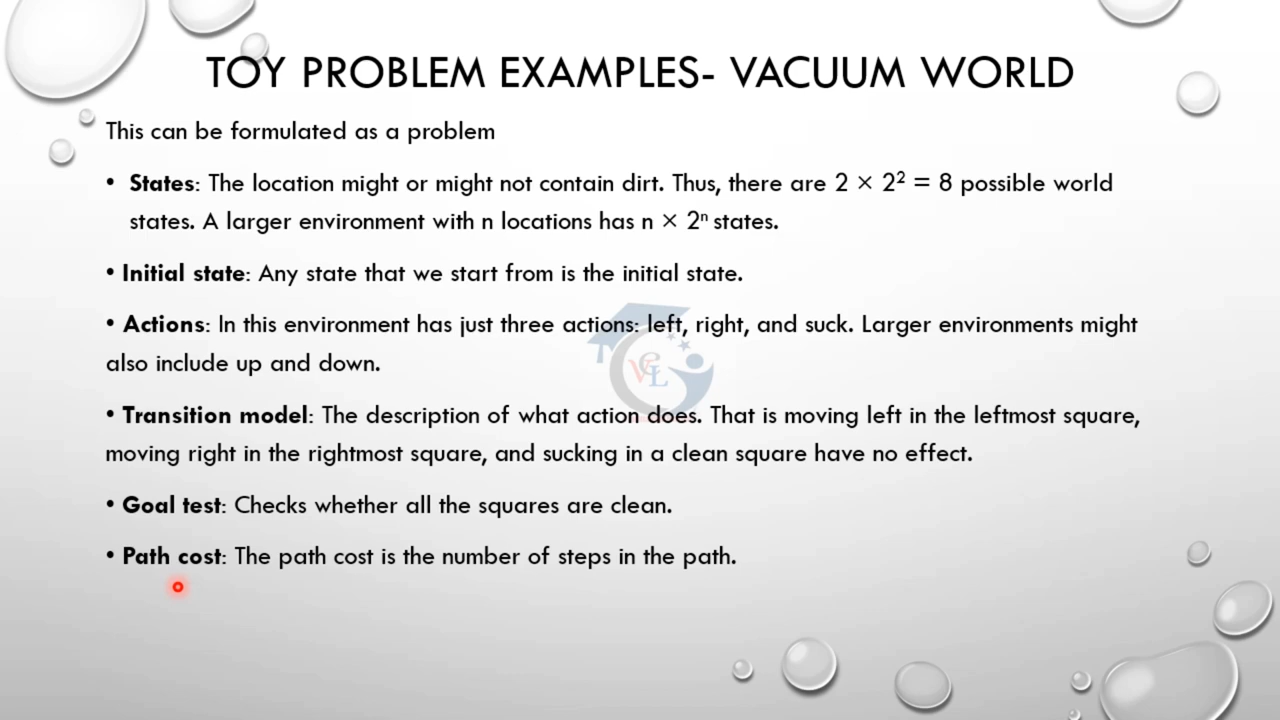 TOY PROBLEM EXAMPLES- VACUUM WORLD
This can be formulated as a problem
• States: The location might or might not contain dirt. Thus, there are 2 × 2² = 8 possible world
states. A larger environment with n locations has n × 2ⁿ states.
• Initial state: Any state that we start from is the initial state.
• Actions: In this environment has just three actions: left, right, and suck. Larger environments might
also include up and down.
VGL
• Transition model: The description of what action does. That is moving left in the leftmost square,
moving right in the rightmost square, and sucking in a clean square have no effect.
• Goal test: Checks whether all the squares are clean.
• Path cost: The path cost is the number of steps in the path.